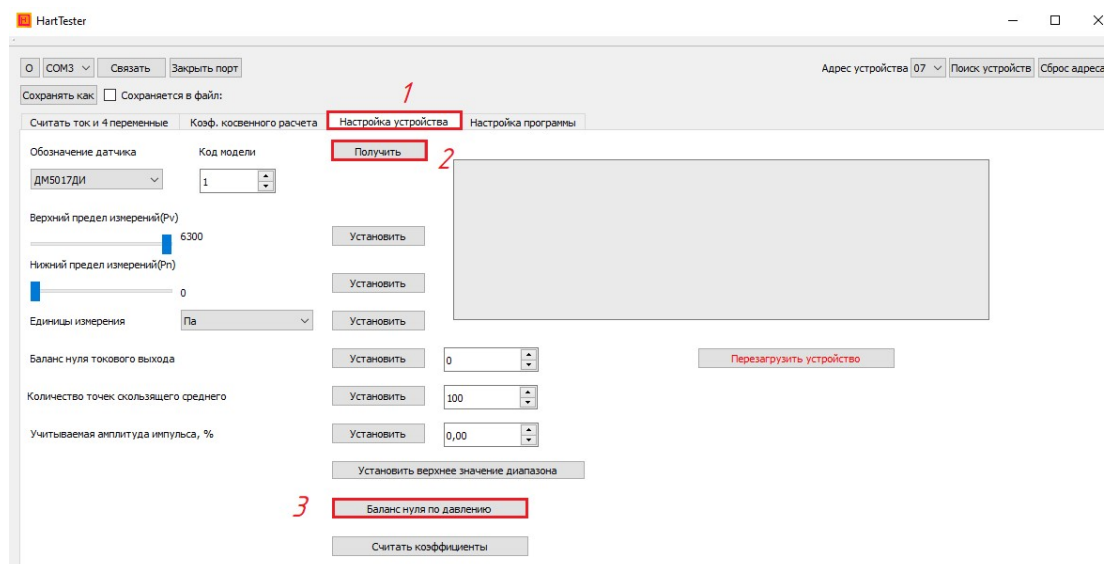 HartTester
О COM3 Связать Закрыть порт Адрес устройства 07 Поиск устройств Сброс адреса
Сохранять как Сохраняется в файл:
1
Считать ток и 4 переменные Коэф. косвенного расчета Настройка устройства Настройка программы
Обозначение датчика Код модели Получить 2
ДМ5017ДИ 1
Верхний предел измерений(Pv)
6300 Установить
Нижний предел измерений(Pn)
0 Установить
Единицы измерения Па Установить
Баланс нуля токового выхода Установить 0 Перезагрузить устройство
Количество точек скользящего среднего Установить 100
Учитываемая амплитуда импульса, % Установить 0,00
Установить верхнее значение диапазона
3 Баланс нуля по давлению
Считать коэффициенты